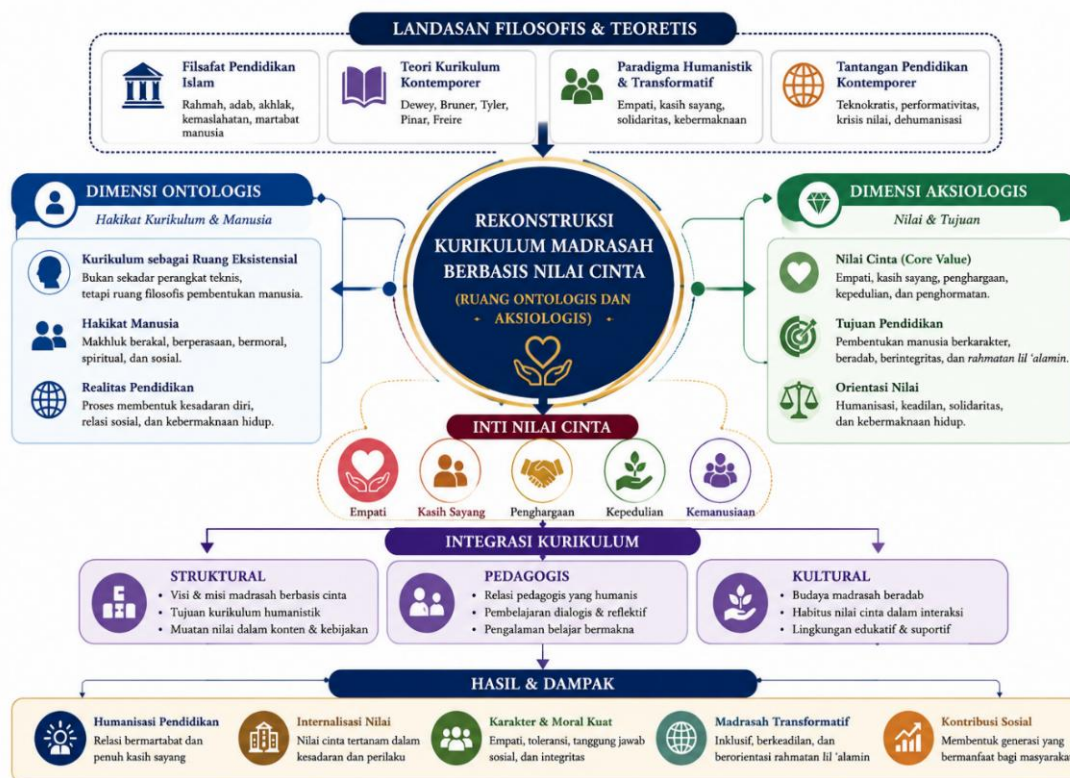 LANDASAN FILOSOFIS & TEORETIS
Filsafat Pendidikan
Islam
Rahmah, adab, akhlak,
kemaslahatan, martabat
manusia
Teori Kurikulum
Kontemporer
Dewey, Bruner, Tyler,
Pinar, Freire
Paradigma Humanistik
& Transformatif
Empati, kasih sayang,
solidaritas, kebermaknaan
Tantangan Pendidikan
Kontemporer
Teknokratis, performativitas,
krisis nilai, dehumanisasi
DIMENSI ONTOLOGIS
Hakikat Kurikulum & Manusia
Kurikulum sebagai Ruang Eksistensial
Bukan sekadar perangkat teknis,
tetapi ruang filosofis pembentukan manusia.
Hakikat Manusia
Makhluk berakal, berperasaan, bermoral,
spiritual, dan sosial.
Realitas Pendidikan
Proses membentuk kesadaran diri,
relasi sosial, dan kebermaknaan hidup.
REKONSTRUKSI
KURIKULUM MADRASAH
BERBASIS NILAI CINTA
(RUANG ONTOLOGIS DAN
AKSIOLOGIS)
DIMENSI AKSIOLOGIS
Nilai & Tujuan
Nilai Cinta (Core Value)
Empati, kasih sayang, penghargaan,
kepedulian, dan penghormatan.
Tujuan Pendidikan
Pembentukan manusia berkarakter,
beradab, berintegritas, dan rahmatan lil ‘alamin.
Orientasi Nilai
Humanisasi, keadilan, solidaritas,
dan kebermaknaan hidup.
INTI NILAI CINTA
Empati
Kasih Sayang
Penghargaan
Kepedulian
Kemanusiaan
INTEGRASI KURIKULUM
STRUKTURAL
• Visi & misi madrasah berbasis cinta
• Tujuan kurikulum humanistik
• Muatan nilai dalam konten & kebijakan
PEDAGOGIS
• Relasi pedagogis yang humanis
• Pembelajaran dialogis & reflektif
• Pengalaman belajar bermakna
KULTURAL
• Budaya madrasah beradab
• Habitus nilai cinta dalam interaksi
• Lingkungan edukatif & suportif
HASIL & DAMPAK
Humanisasi Pendidikan
Relasi bermartabat dan
penuh kasih sayang
Internalisasi Nilai
Nilai cinta tertanam dalam
kesadaran dan perilaku
Karakter & Moral Kuat
Empati, toleransi, tanggung jawab
sosial, dan integritas
Madrasah Transformatif
Inklusif, berkeadilan, dan
berorientasi rahmatan lil ‘alamin
Kontribusi Sosial
Membentuk generasi yang
bermanfaat bagi masyaraka